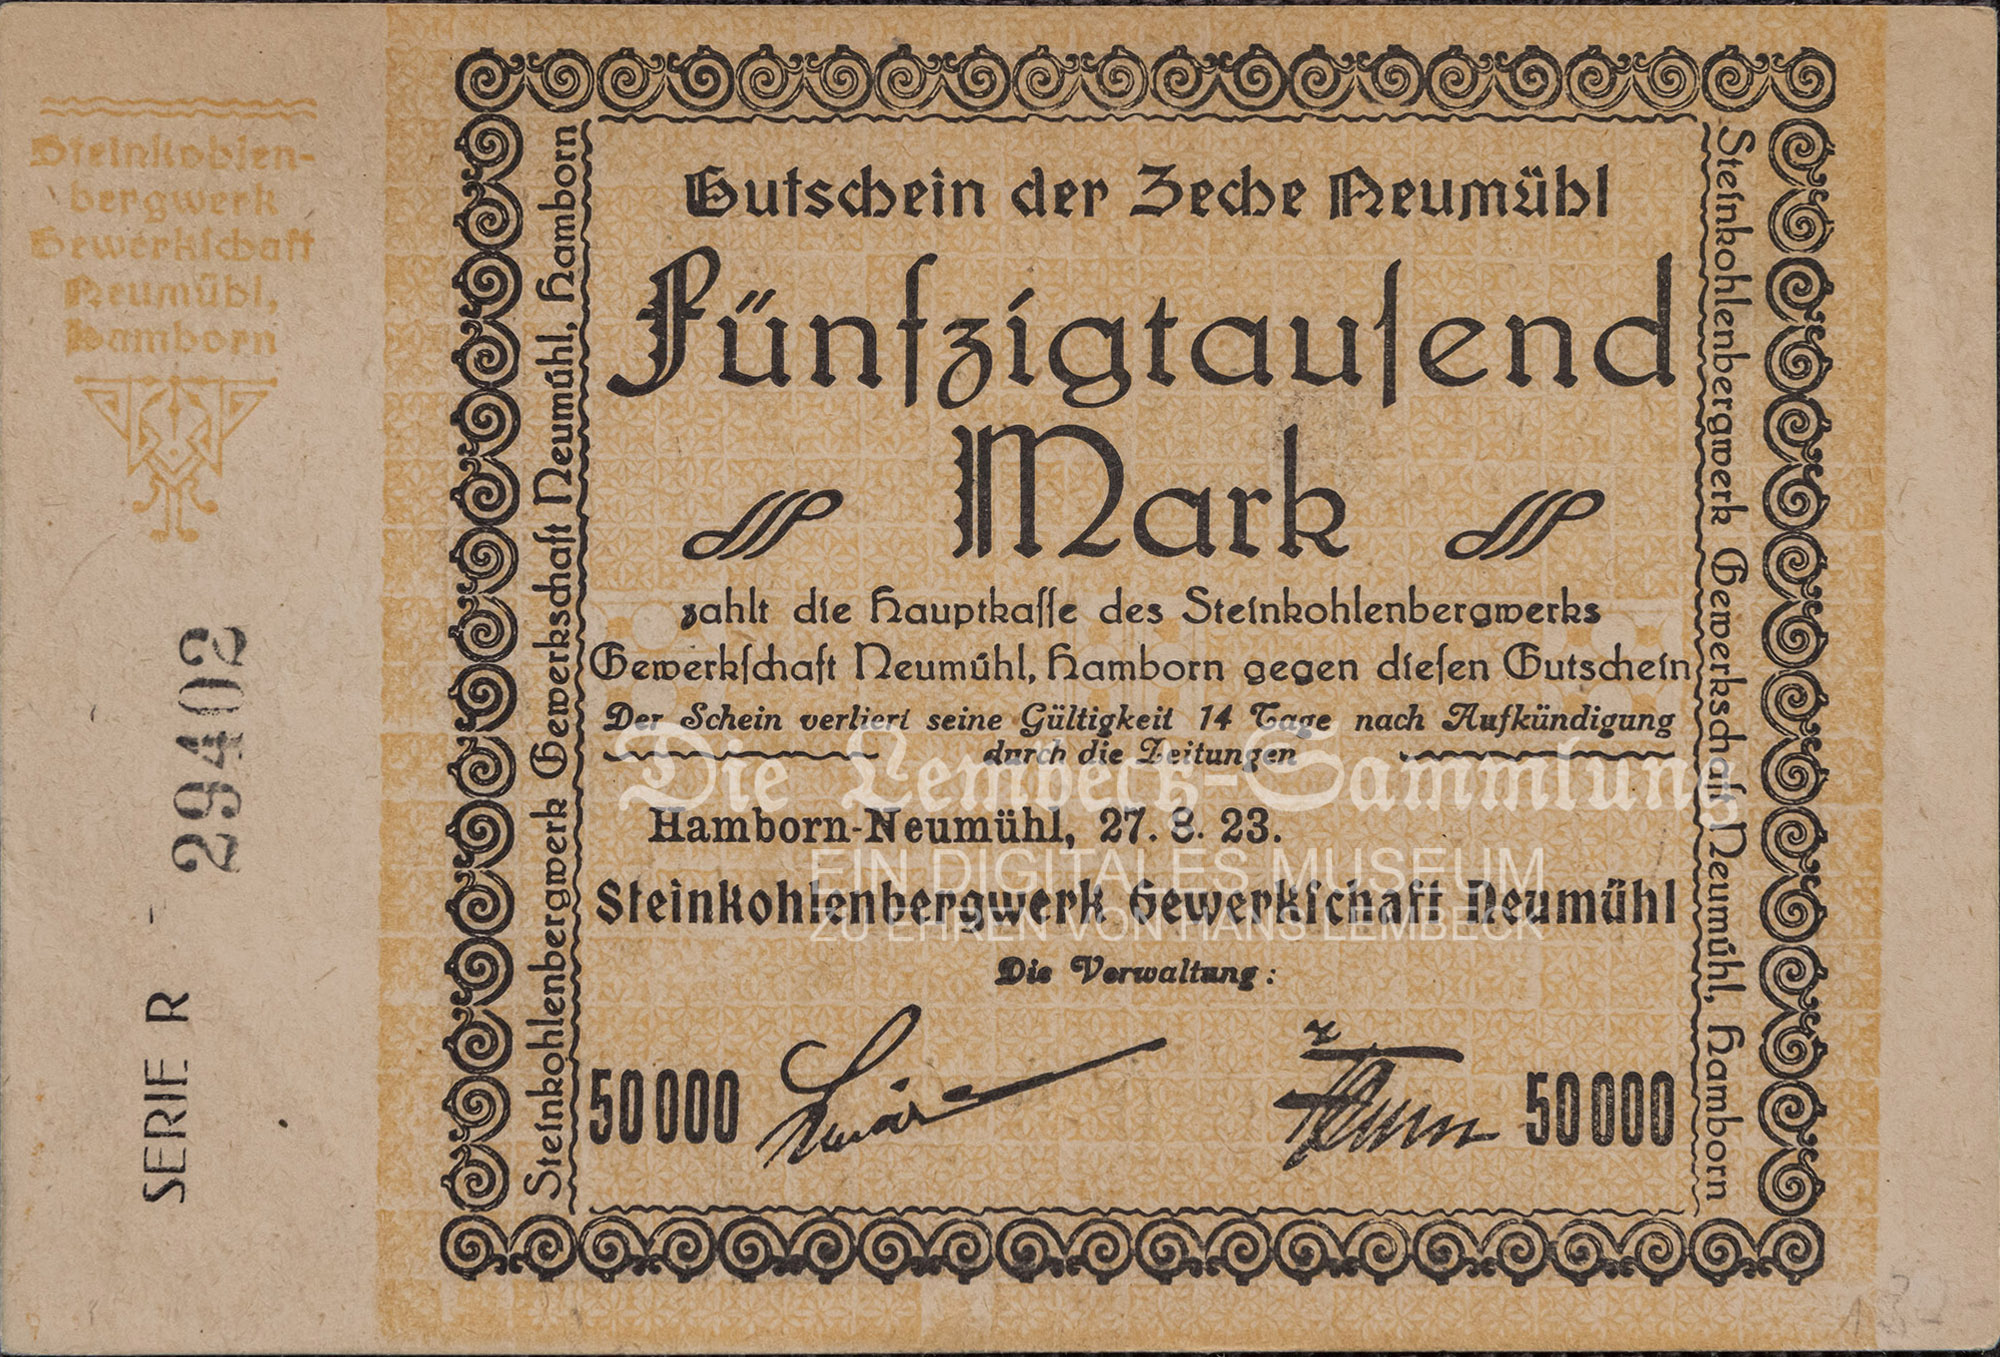 Steinkohlen-
bergwerk
Gewerkschaft
Neumühl,
Hamborn
SERIE R - 29402
Steinkohlenbergwerk Gewerkschaft Neumühl, Hamborn
Gutschein der Zeche Neumühl
Fünfzigtauſend
Mark
zahlt die Hauptkaſſe des Steinkohlenbergwerks
Gewerkſchaft Neumühl, Hamborn gegen dieſen Gutschein
Der Schein verliert seine Gültigkeit 14 Tage nach Aufkündigung
durch die Zeitungen
Die Lembeck-Sammlung
Hamborn-Neumühl, 27. 8. 23.
EIN DIGITALES MUSEUM
Steinkohlenbergwerk Gewerkſchaft Neumühl
ZU EHREN VON HANS LEMBECK
Die Verwaltung:
50000
50000
Steinkohlenbergwerk Gewerkschaft Neumühl, Hamborn